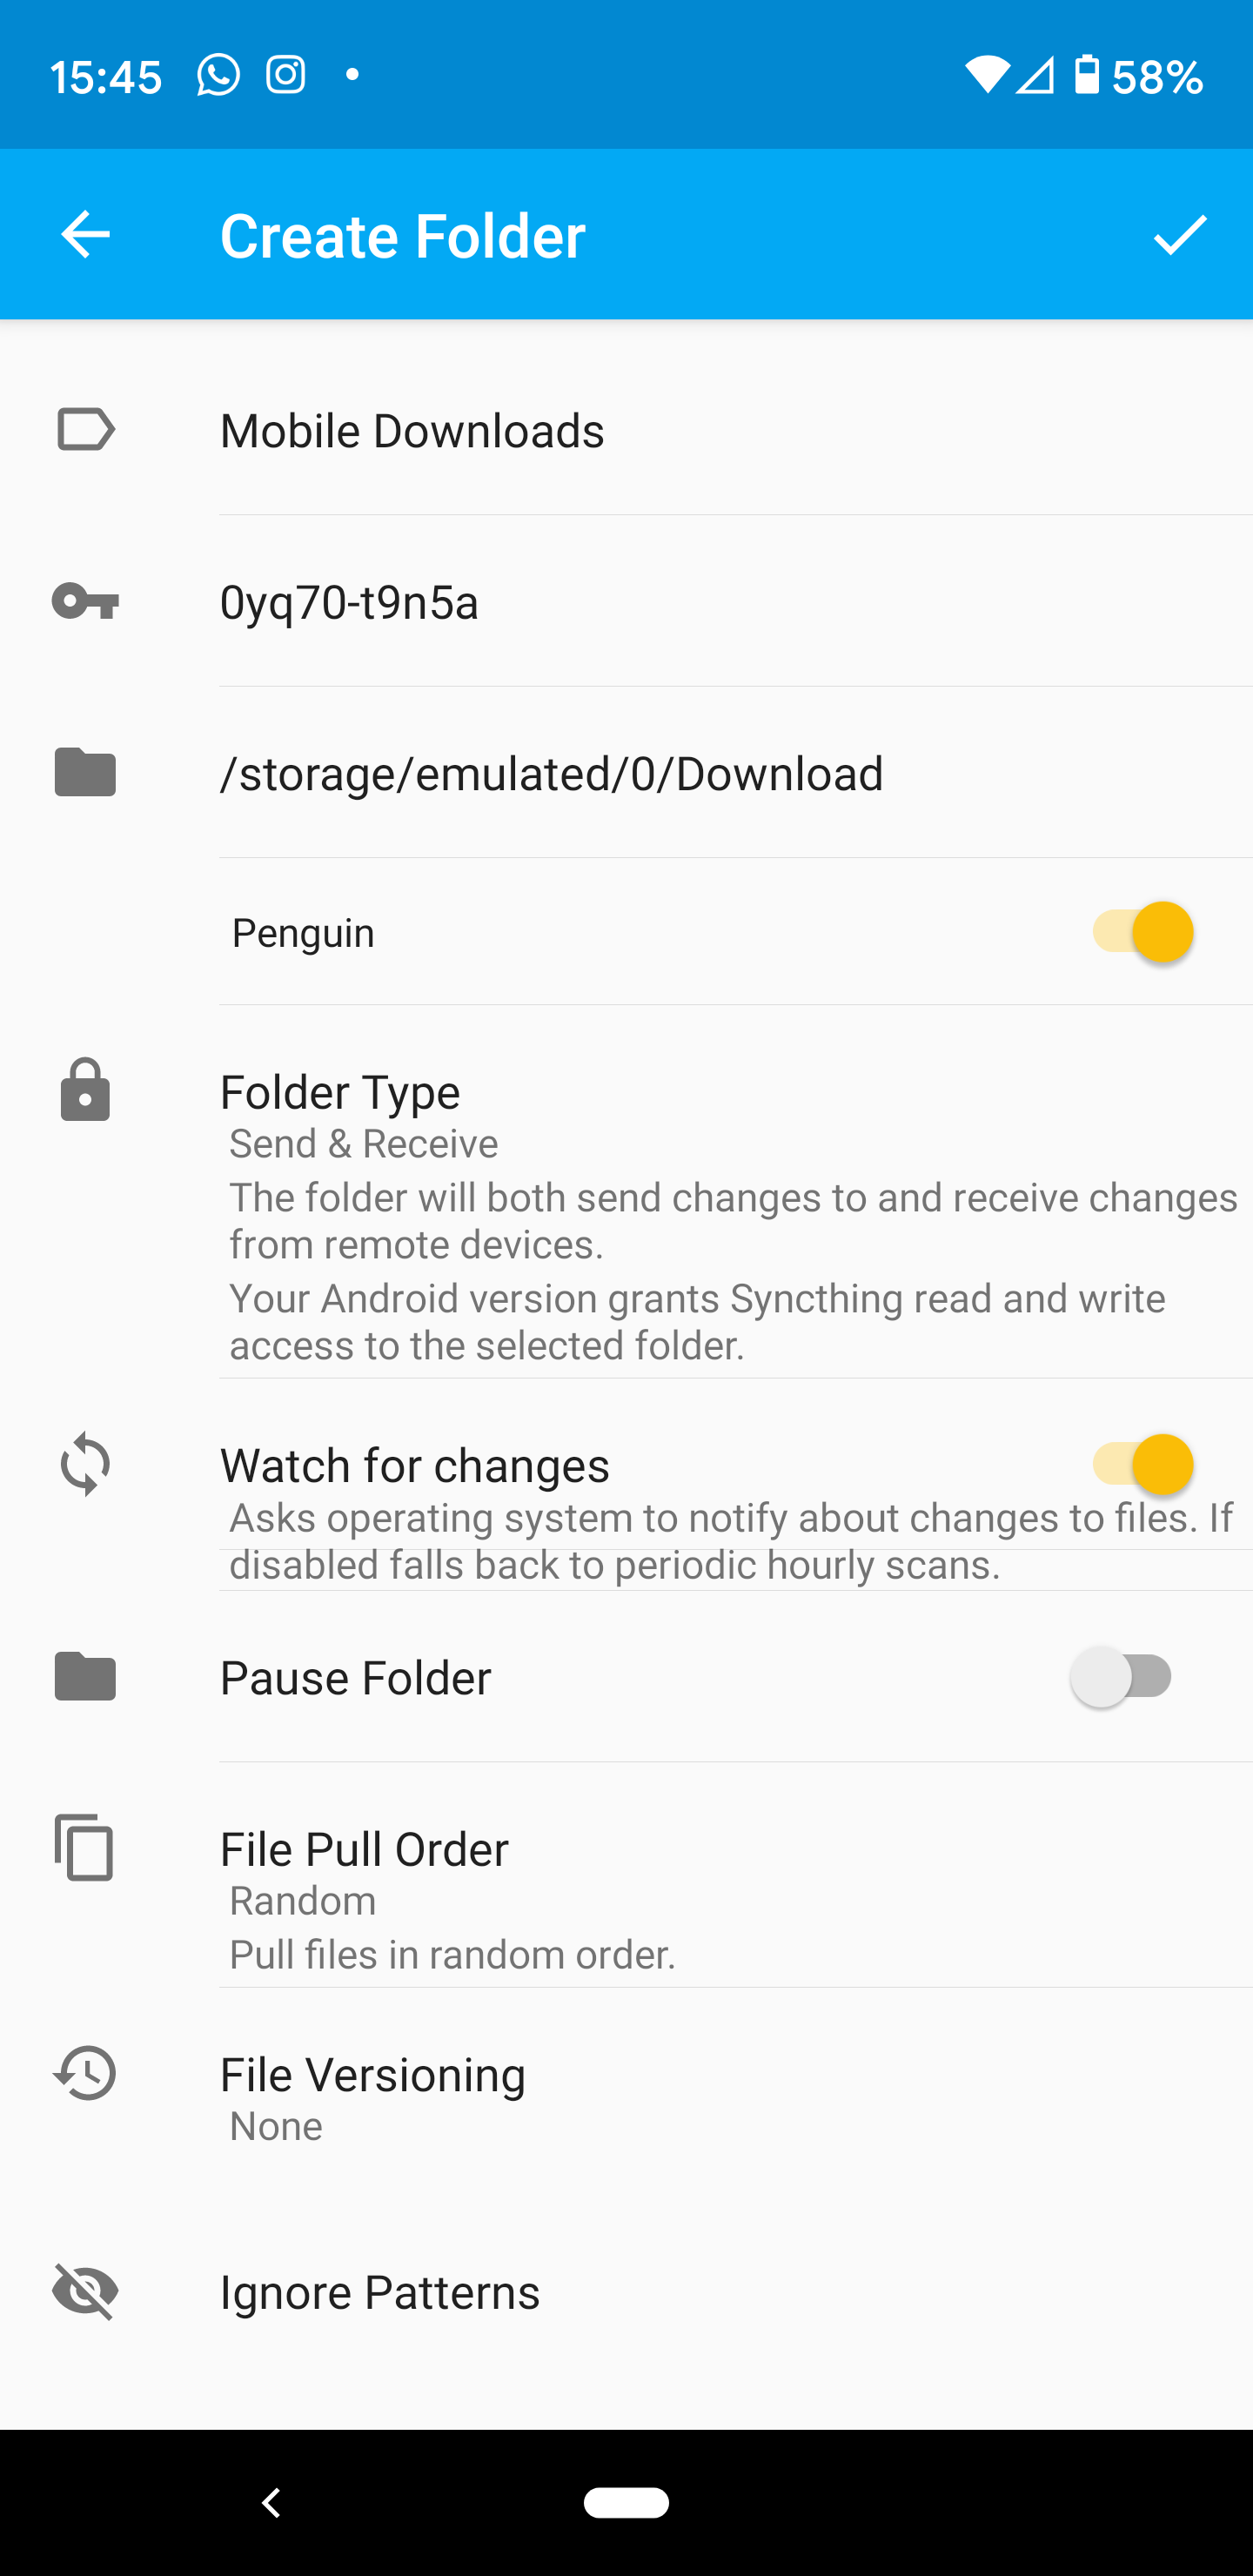 15:45
58%
Create Folder
Mobile Downloads
0yq70-t9n5a
/storage/emulated/0/Download
Penguin
Folder Type
Send & Receive
The folder will both send changes to and receive changes
from remote devices.
Your Android version grants Syncthing read and write
access to the selected folder.
Watch for changes
Asks operating system to notify about changes to files. If
disabled falls back to periodic hourly scans.
Pause Folder
File Pull Order
Random
Pull files in random order.
File Versioning
None
Ignore Patterns